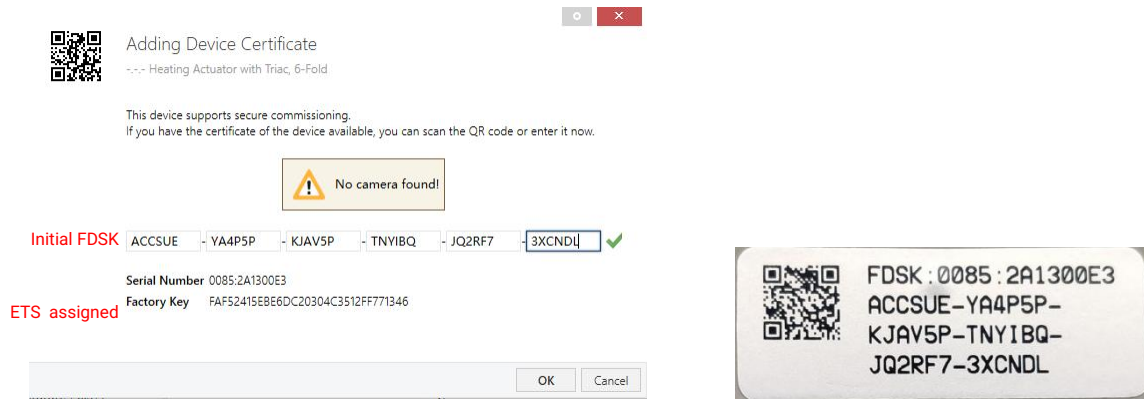 Adding Device Certificate
-.-.- Heating Actuator with Triac, 6-Fold
This device supports secure commissioning.
If you have the certificate of the device available, you can scan the QR code or enter it now.
No camera found!
Initial FDSK ACCSUE - YA4P5P - KJAV5P - TNYIBQ - JQ2RF7 - 3XCNDL
Serial Number 0085:2A1300E3
ETS assigned
Factory Key FAF52415EBE6DC20304C3512FF771346
OK Cancel
FDSK:0085:2A1300E3
ACCSUE-YA4P5P-
KJAV5P-TNYIBQ-
JQ2RF7-3XCNDL